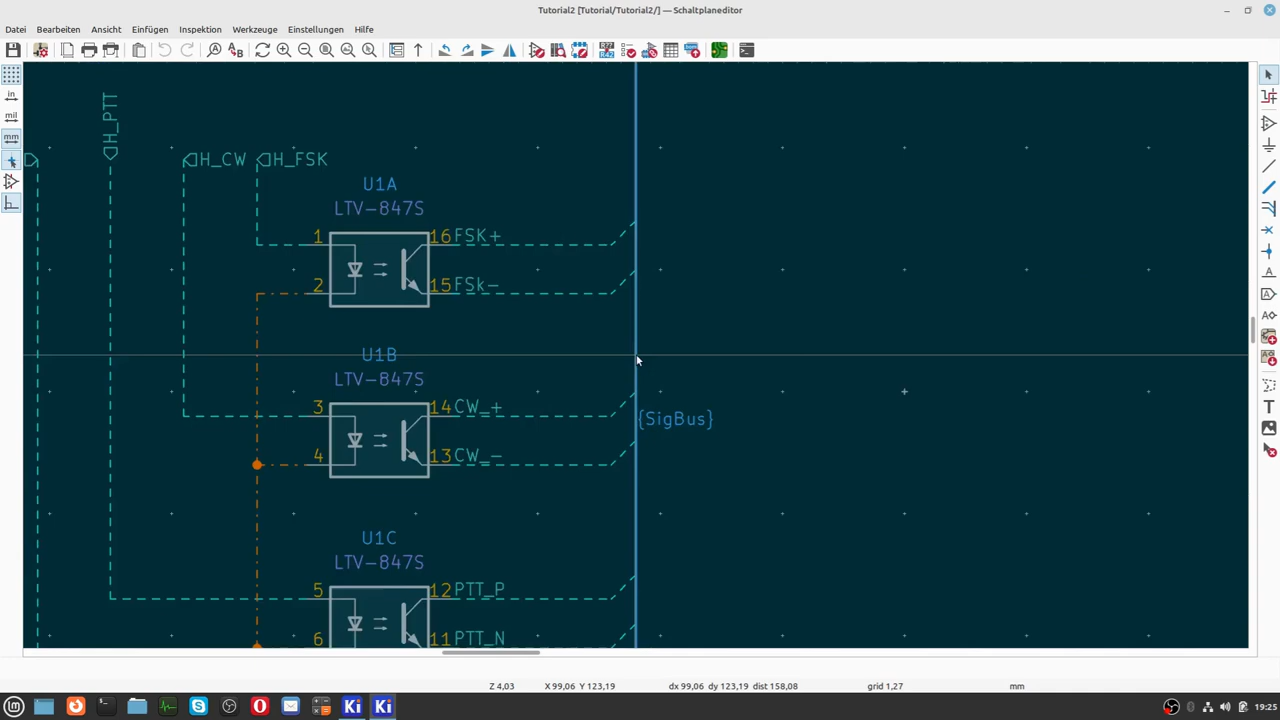 Tutorial2 [Tutorial/Tutorial2/] — Schaltplaneditor
Datei Bearbeiten Ansicht Einfügen Inspektion Werkzeuge Einstellungen Hilfe
in
mil
mm
H_PTT
H_CW
H_FSK
U1A
LTV-847S
1
16
FSK+
2
15
FSk-
U1B
LTV-847S
3
14
CW_+
{SigBus}
4
13
CW_-
U1C
LTV-847S
5
12
PTT_P
6
11
PTT_N
Z 4,03
X 99,06 Y 123,19
dx 99,06 dy 123,19 dist 158,08
grid 1,27
mm
Ki
Ki
19:25